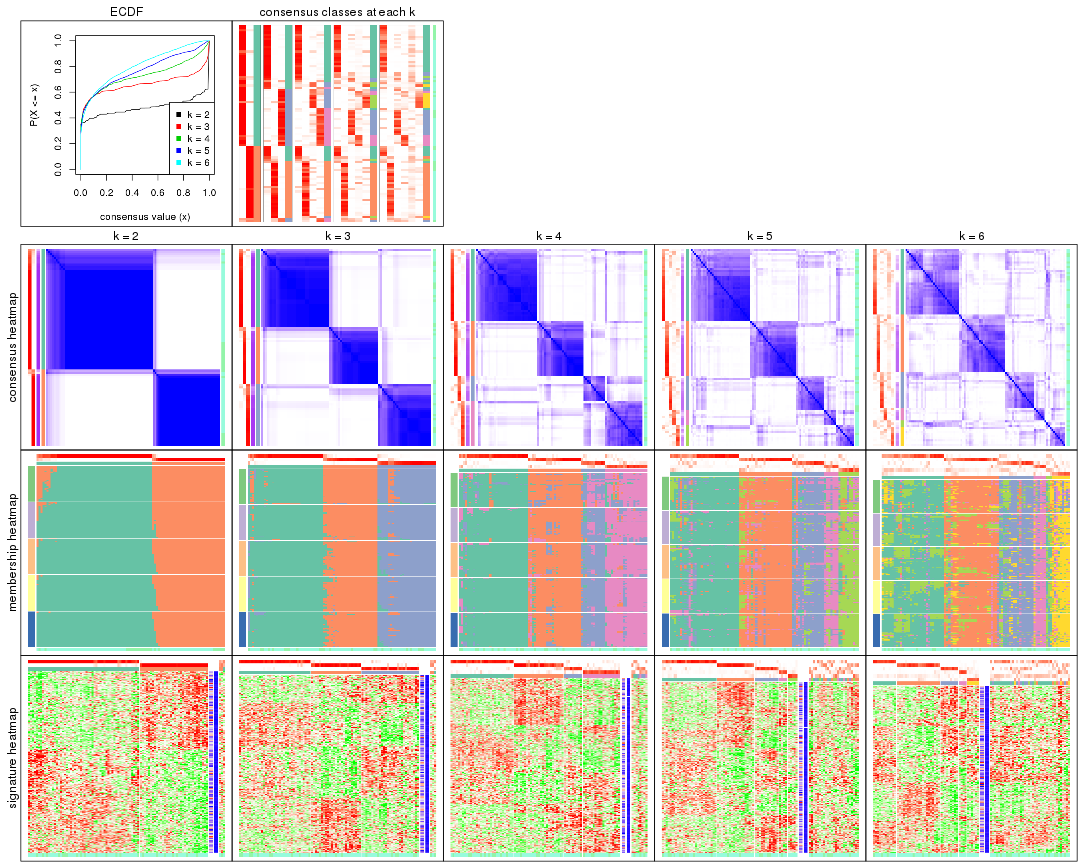 ECDF
consensus classes at each k
P(X <= x)
0.0 0.2 0.4 0.6 0.8 1.0
k = 2
k = 3
k = 4
k = 5
k = 6
0.0 0.2 0.4 0.6 0.8 1.0
consensus value (x)
k = 2 k = 3 k = 4 k = 5 k = 6
consensus heatmap
membership heatmap
signature heatmap